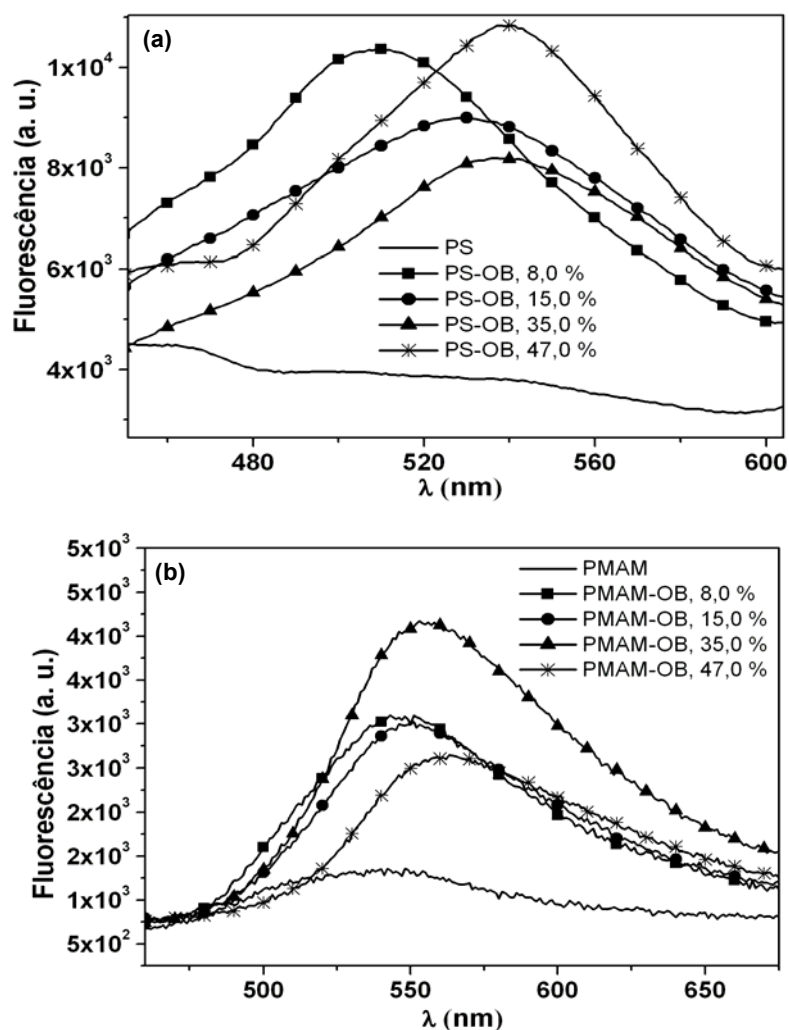 (a)
1x10⁴
8x10³
6x10³
4x10³
Fluorescência (a. u.)
PS
PS-OB, 8,0 %
PS-OB, 15,0 %
PS-OB, 35,0 %
PS-OB, 47,0 %
480 520 560 600
λ (nm)
(b)
5x10³
5x10³
4x10³
4x10³
3x10³
3x10³
2x10³
2x10³
1x10³
5x10²
Fluorescência (a. u.)
PMAM
PMAM-OB, 8,0 %
PMAM-OB, 15,0 %
PMAM-OB, 35,0 %
PMAM-OB, 47,0 %
500 550 600 650
λ (nm)